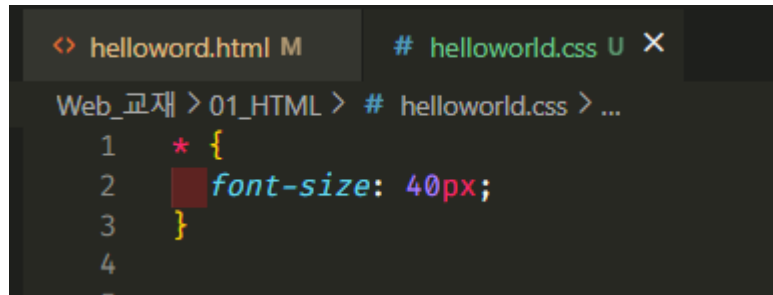 <> helloword.html M # helloworld.css U ×
Web_교재 > 01_HTML > # helloworld.css > ...
1 * {
2 font-size: 40px;
3 }
4